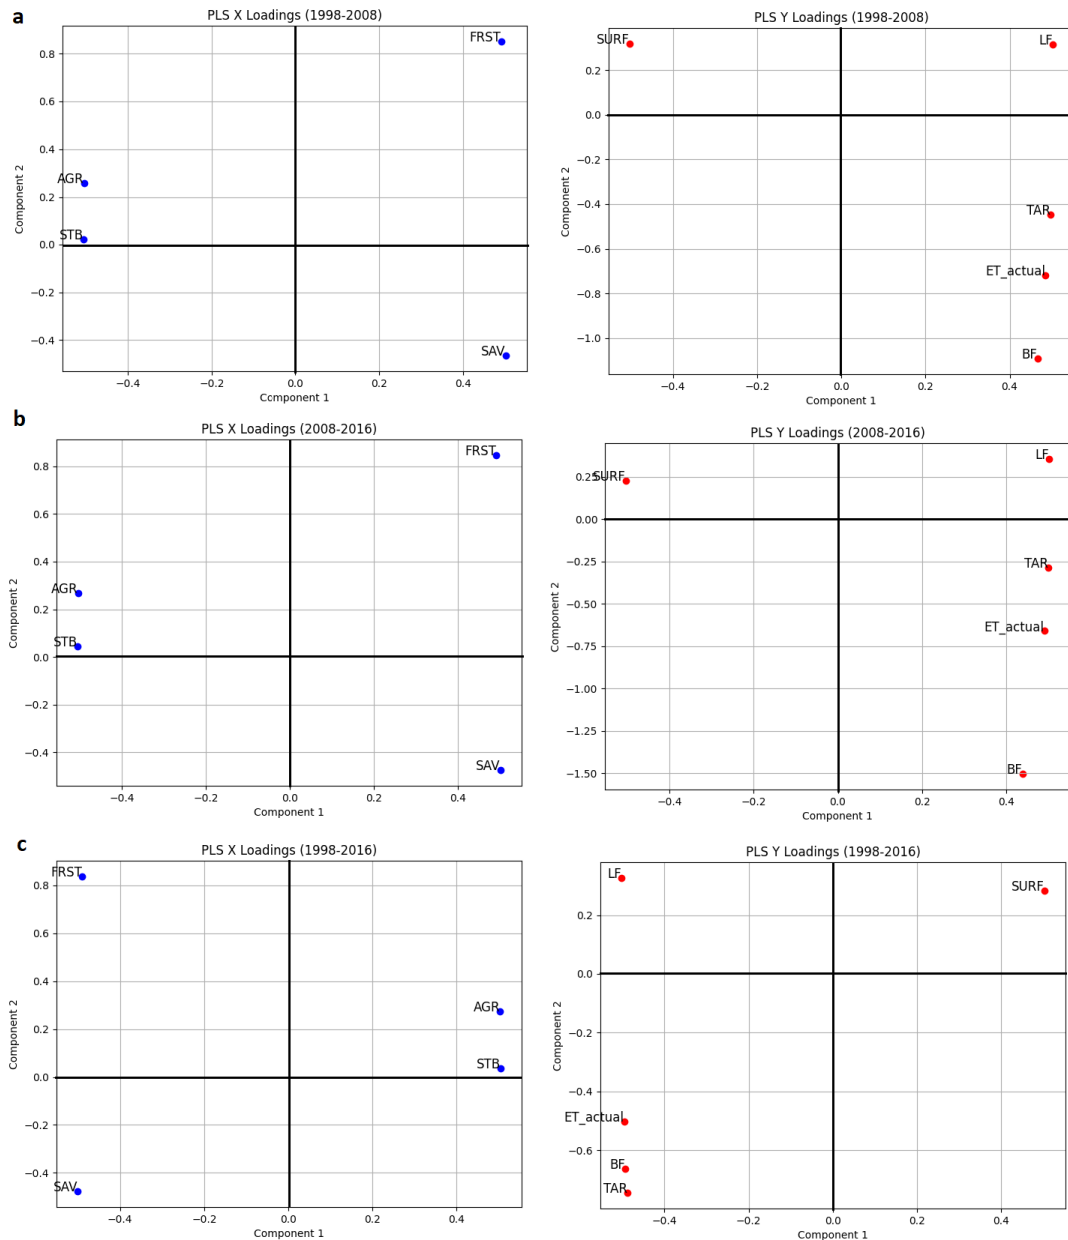 a
PLS X Loadings (1998-2008)
FRST
AGR
STB
SAV
0.8
0.6
0.4
0.2
0.0
−0.2
−0.4
−0.4
−0.2
0.0
0.2
0.4
Component 2
Component 1
PLS Y Loadings (1998-2008)
SURF
LF
TAR
ET_actual
BF
0.2
0.0
−0.2
−0.4
−0.6
−0.8
−1.0
−0.4
−0.2
0.0
0.2
0.4
Component 2
Component 1
b
PLS X Loadings (2008-2016)
FRST
AGR
STB
SAV
0.8
0.6
0.4
0.2
0.0
−0.2
−0.4
−0.4
−0.2
0.0
0.2
0.4
Component 2
Component 1
PLS Y Loadings (2008-2016)
SURF
LF
TAR
ET_actual
BF
0.25
0.00
−0.25
−0.50
−0.75
−1.00
−1.25
−1.50
−0.4
−0.2
0.0
0.2
0.4
Component 2
Component 1
c
PLS X Loadings (1998-2016)
FRST
AGR
STB
SAV
0.8
0.6
0.4
0.2
0.0
−0.2
−0.4
−0.4
−0.2
0.0
0.2
0.4
Component 2
Component 1
PLS Y Loadings (1998-2016)
LF
SURF
ET_actual
BF
TAR
0.2
0.0
−0.2
−0.4
−0.6
−0.4
−0.2
0.0
0.2
0.4
Component 2
Component 1